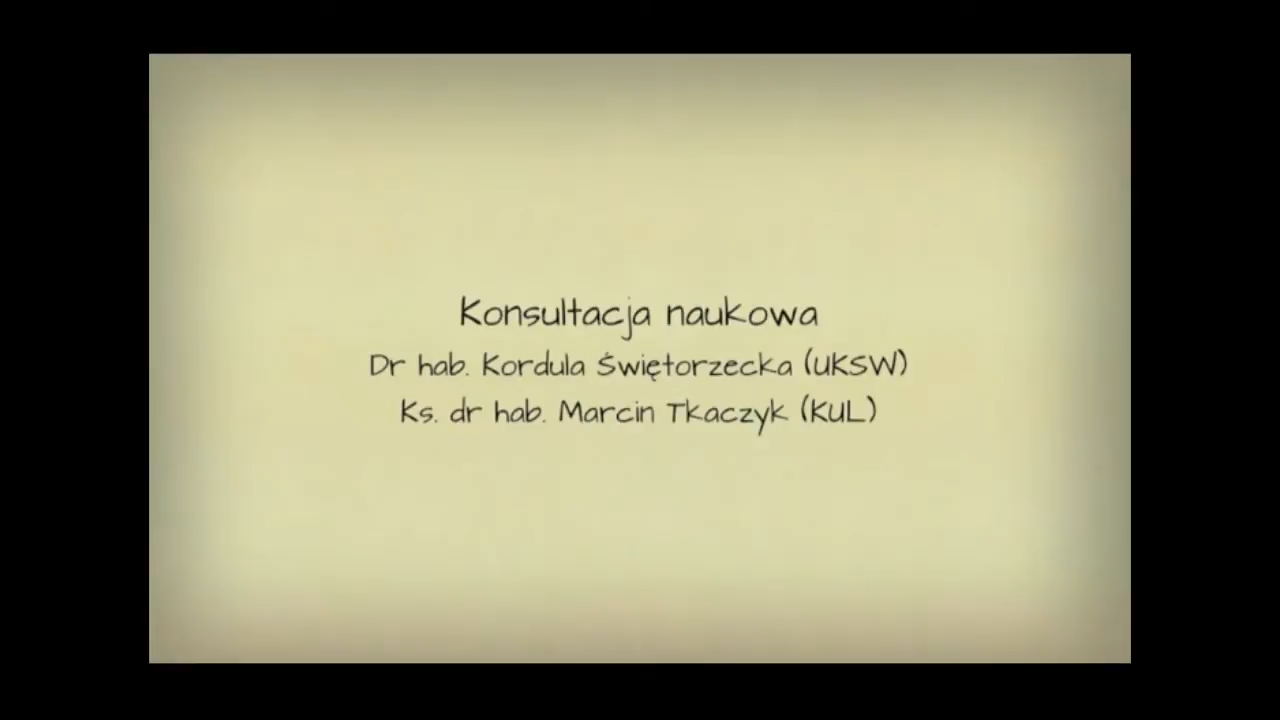 Konsultacja naukowa
Dr hab. Kordula Świętorzecka (UKSW)
Ks. dr hab. Marcin Tkaczyk (KUL)